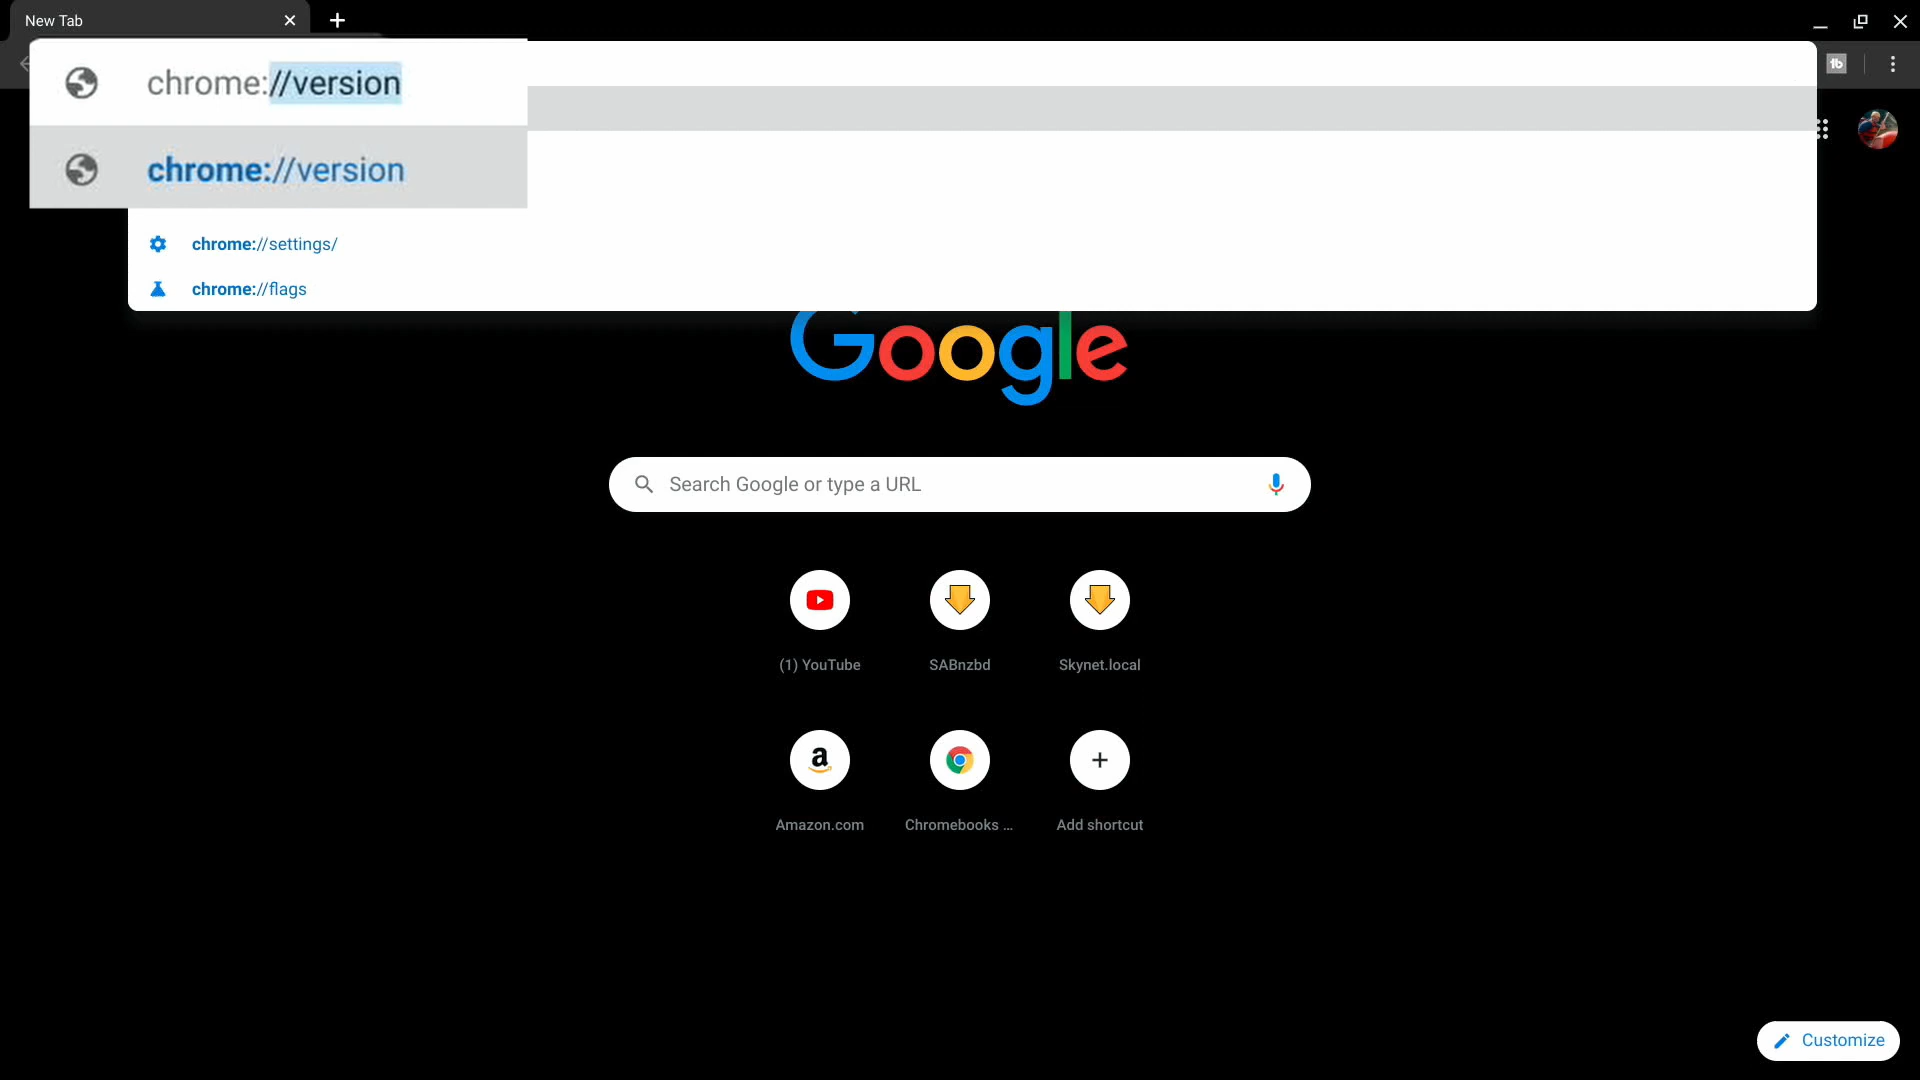 New Tab
chrome://version
chrome://version
chrome://settings/
chrome://flags
Google
Search Google or type a URL
(1) YouTube
SABnzbd
Skynet.local
a
Amazon.com
Chromebooks ...
Add shortcut
Customize
tb